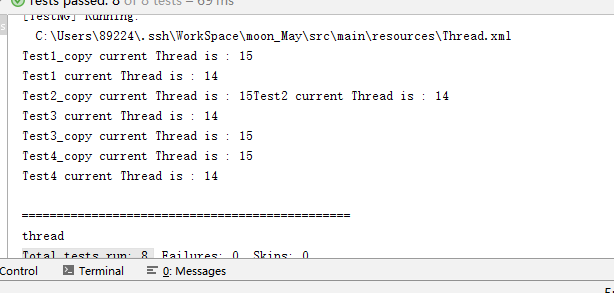 Tests passed: 8 of 8 tests – 69 ms
[TestNG] Running:
C:\Users\89224\.ssh\WorkSpace\moon_May\src\main\resources\Thread.xml
Test1_copy current Thread is : 15
Test1 current Thread is : 14
Test2_copy current Thread is : 15Test2 current Thread is : 14
Test3 current Thread is : 14
Test3_copy current Thread is : 15
Test4_copy current Thread is : 15
Test4 current Thread is : 14
===============================================
thread
Total tests run: 8, Failures: 0, Skips: 0
Control Terminal 0: Messages